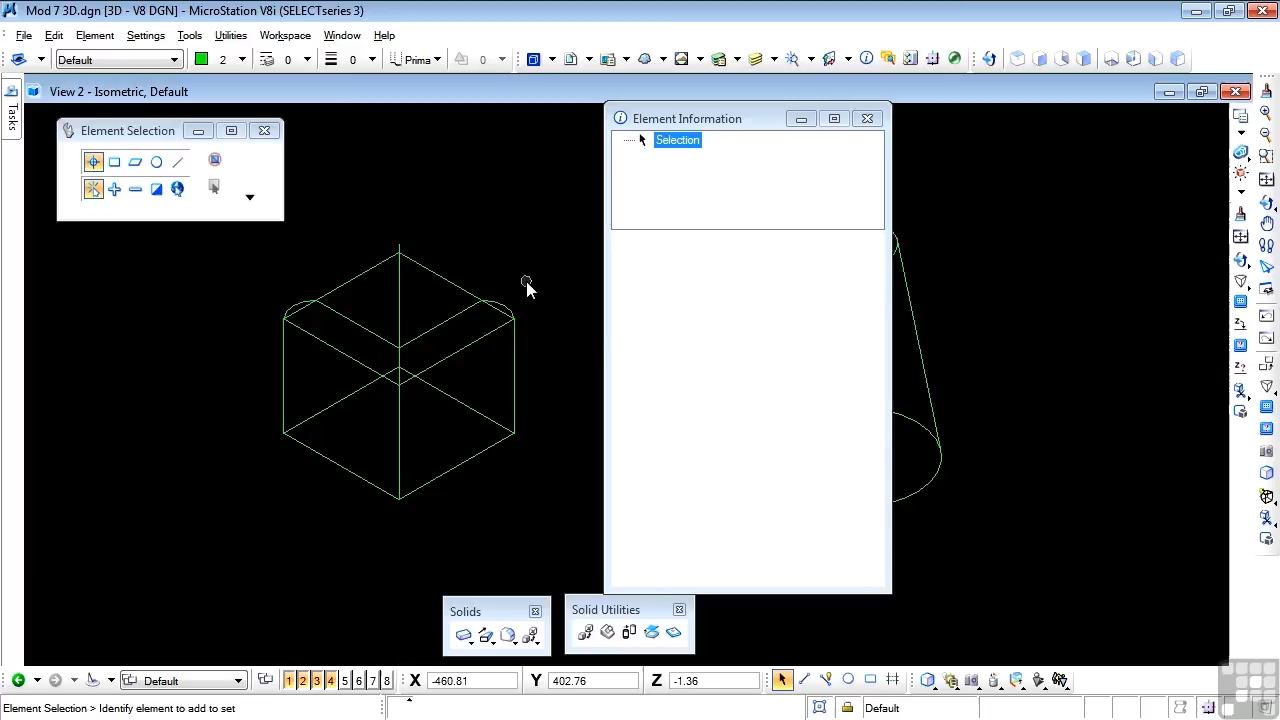 Mod 7 3D.dgn [3D - V8 DGN] - MicroStation V8i (SELECTseries 3)
File Edit Element Settings Tools Utilities Workspace Window Help
Default 2 0 0 Prima 0
View 2 - Isometric, Default
Tasks
Element Selection
Element Information
Selection
Solids
Solid Utilities
Default 1 2 3 4 5 6 7 8 X -460.81 Y 402.76 Z -1.36
Element Selection > Identify element to add to set
Default